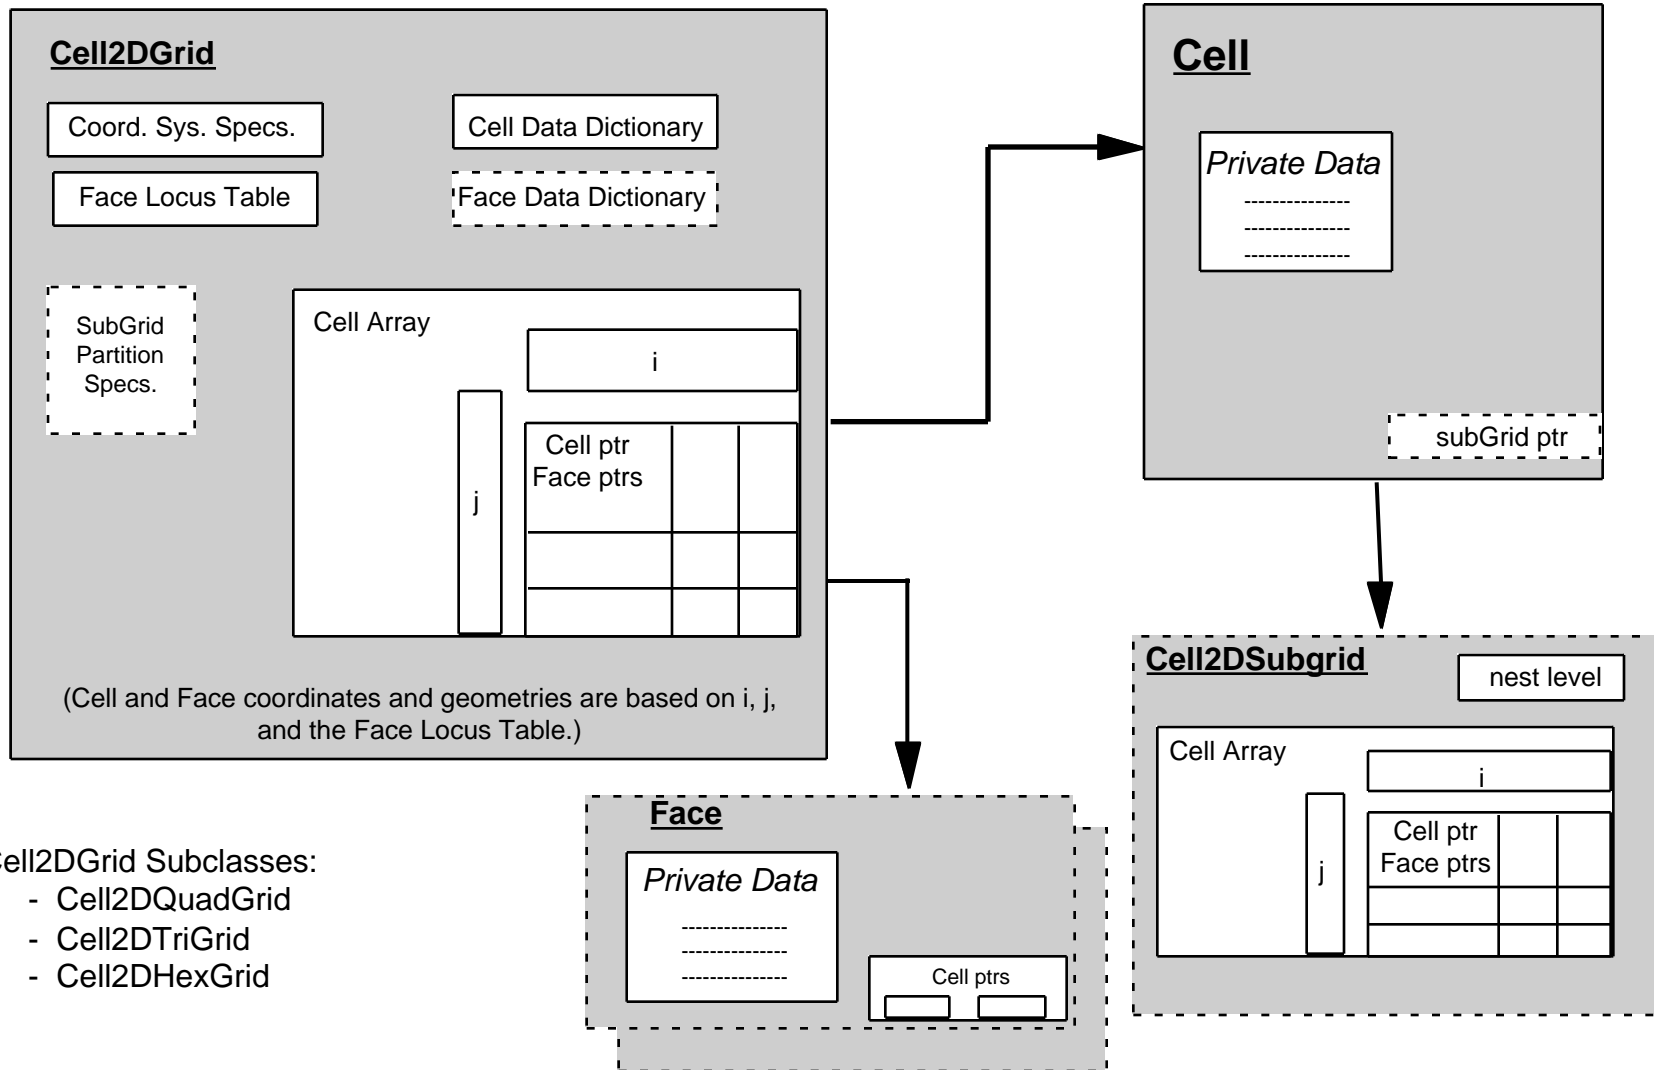 Cell2DGrid
Coord. Sys. Specs.
Cell Data Dictionary
Face Locus Table
Face Data Dictionary
SubGrid
Partition
Specs.
Cell Array
i
j
Cell ptr
Face ptrs
(Cell and Face coordinates and geometries are based on i, j,
and the Face Locus Table.)
Cell
Private Data
---------------
---------------
---------------
subGrid ptr
Cell2DSubgrid
nest level
Cell Array
i
j
Cell ptr
Face ptrs
Face
Private Data
---------------
---------------
---------------
Cell ptrs
ell2DGrid Subclasses:
- Cell2DQuadGrid
- Cell2DTriGrid
- Cell2DHexGrid